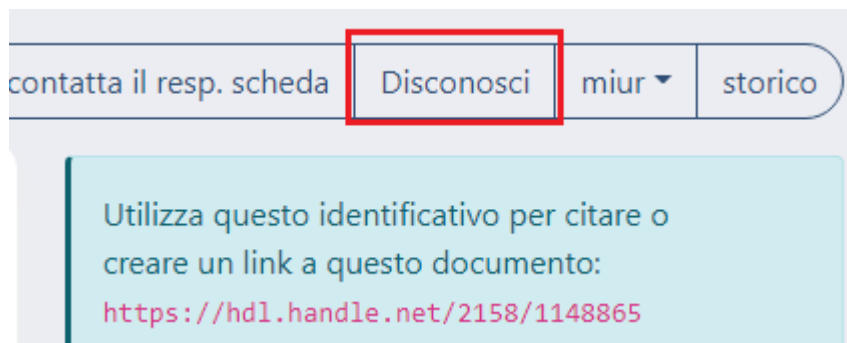 contatta il resp. scheda Disconosci miur storico
Utilizza questo identificativo per citare o
creare un link a questo documento:
https://hdl.handle.net/2158/1148865